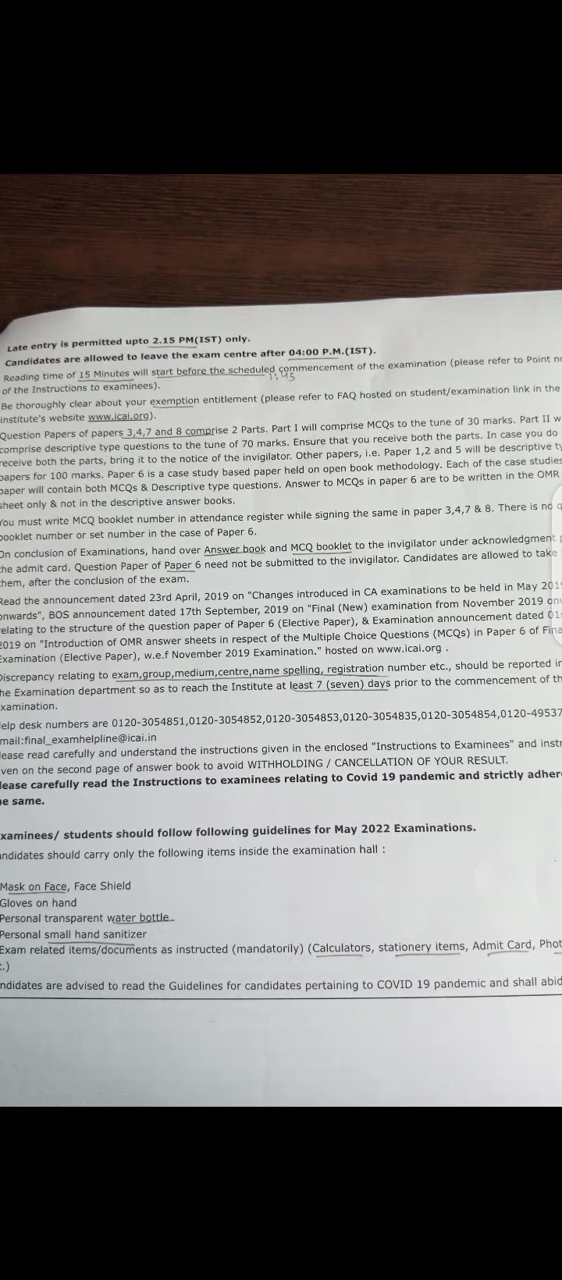 Late entry is permitted upto 2.15 PM(IST) only.
Candidates are allowed to leave the exam centre after 04:00 P.M.(IST).
Reading time of 15 Minutes will start before the scheduled commencement of the examination (please refer to Point
1:45
of the Instructions to examinees).
Be thoroughly clear about your exemption entitlement (please refer to FAQ hosted on student/examination link in the
institute's website www.icai.org).
Question Papers of papers 3,4,7 and 8 comprise 2 Parts. Part I will comprise MCQs to the tune of 30 marks. Part II
comprise descriptive type questions to the tune of 70 marks. Ensure that you receive both the parts. In case you do
receive both the parts, bring it to the notice of the invigilator. Other papers, i.e. Paper 1,2 and 5 will be descriptive
papers for 100 marks. Paper 6 is a case study based paper held on open book methodology. Each of the case studies
paper will contain both MCQs & Descriptive type questions. Answer to MCQs in paper 6 are to be written in the OMR
sheet only & not in the descriptive answer books.
You must write MCQ booklet number in attendance register while signing the same in paper 3,4,7 & 8. There is no
booklet number or set number in the case of Paper 6.
On conclusion of Examinations, hand over Answer book and MCQ booklet to the invigilator under acknowledgment
the admit card. Question Paper of Paper 6 need not be submitted to the invigilator. Candidates are allowed to take
them, after the conclusion of the exam.
Read the announcement dated 23rd April, 2019 on "Changes introduced in CA examinations to be held in May 201
onwards", BOS announcement dated 17th September, 2019 on "Final (New) examination from November 2019
relating to the structure of the question paper of Paper 6 (Elective Paper), & Examination announcement dated
2019 on "Introduction of OMR answer sheets in respect of the Multiple Choice Questions (MCQs) in Paper 6 of Fina
Examination (Elective Paper), w.e.f November 2019 Examination." hosted on www.icai.org .
Discrepancy relating to exam,group,medium,centre,name spelling, registration number etc., should be reported
he Examination department so as to reach the Institute at least 7 (seven) days prior to the commencement of
xamination.
elp desk numbers are 0120-3054851,0120-3054852,0120-3054853,0120-3054835,0120-3054854,0120-49537
mail:final_examhelpline@icai.in
lease read carefully and understand the instructions given in the enclosed "Instructions to Examinees" and inst
ven on the second page of answer book to avoid WITHHOLDING / CANCELLATION OF YOUR RESULT.
lease carefully read the Instructions to examinees relating to Covid 19 pandemic and strictly adher
e same.
xaminees/ students should follow following guidelines for May 2022 Examinations.
ndidates should carry only the following items inside the examination hall :
Mask on Face, Face Shield
Gloves on hand
Personal transparent water bottle
Personal small hand sanitizer
Exam related items/documents as instructed (mandatorily) (Calculators, stationery items, Admit Card, Phot
.)
ndidates are advised to read the Guidelines for candidates pertaining to COVID 19 pandemic and shall abid